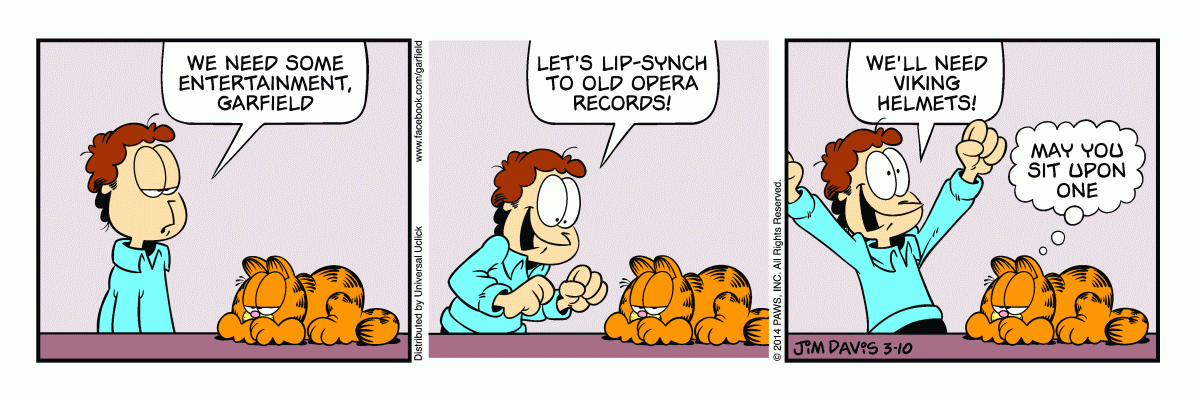 WE NEED SOME
ENTERTAINMENT,
GARFIELD
www.facebook.com/garfield
Distributed by Universal Uclick
LET'S LIP-SYNCH
TO OLD OPERA
RECORDS!
© 2014 PAWS, INC. All Rights Reserved.
WE'LL NEED
VIKING
HELMETS!
MAY YOU
SIT UPON
ONE
JIM DAVIS 3-10